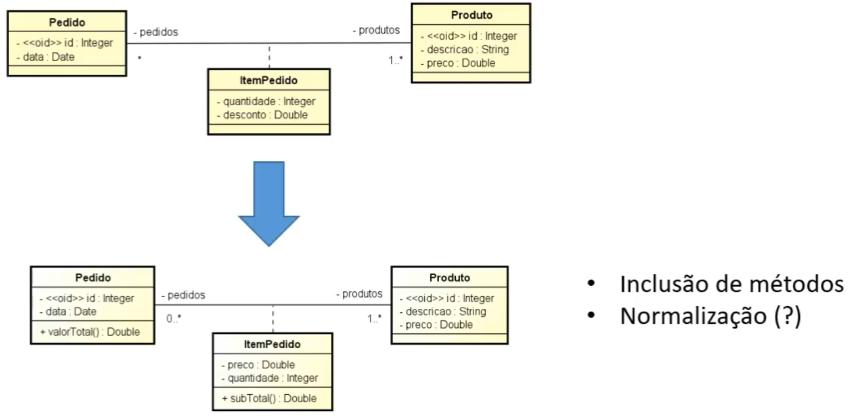 Pedido
- <<oid>> id : Integer
- data : Date
- pedidos
*
- produtos
1..*
Produto
- <<oid>> id : Integer
- descricao : String
- preco : Double
ItemPedido
- quantidade : Integer
- desconto : Double
Pedido
- <<oid>> id : Integer
- data : Date
+ valorTotal() : Double
- pedidos
0..*
- produtos
1..*
Produto
- <<oid>> id : Integer
- descricao : String
- preco : Double
ItemPedido
- preco : Double
- quantidade : Integer
+ subTotal() : Double
• Inclusão de métodos
• Normalização (?)